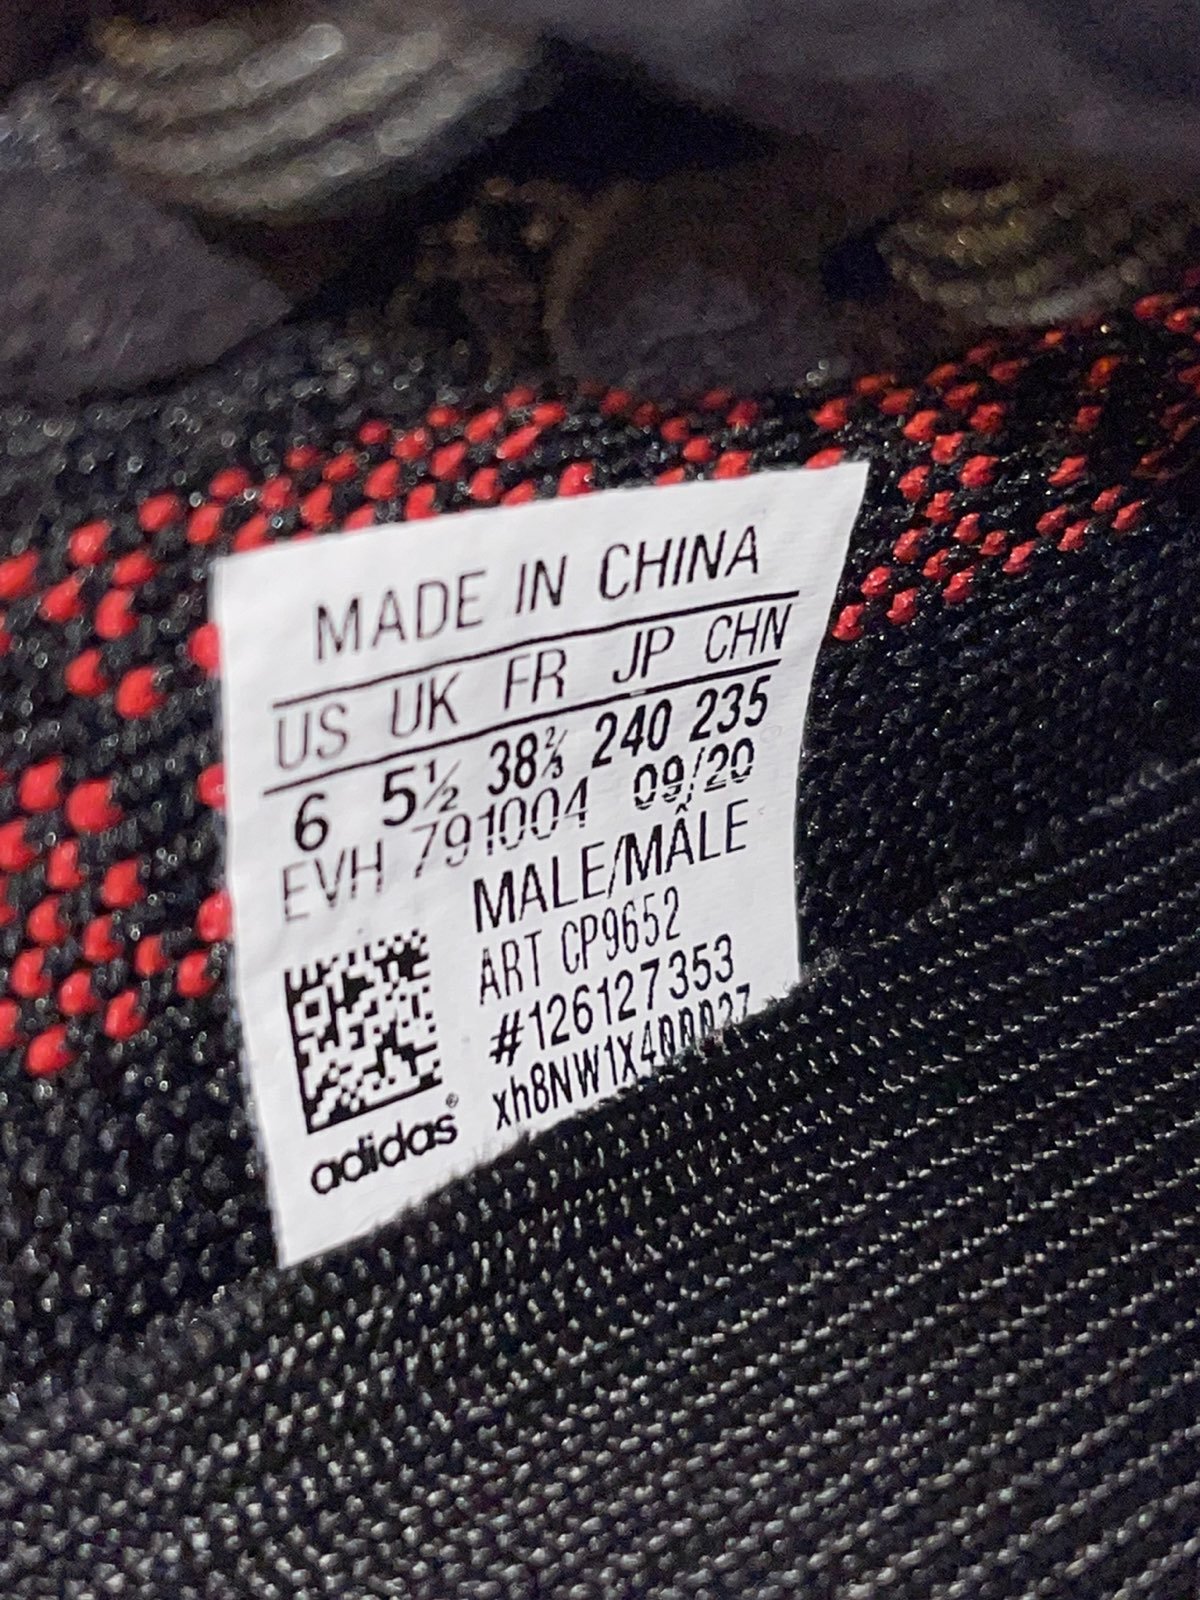 MADE IN CHINA
US UK FR JP CHN
6 5½ 38⅔ 240 235
EVH 791004 09/20
MALE/MÂLE
ART CP9652
#126127353
adidas®